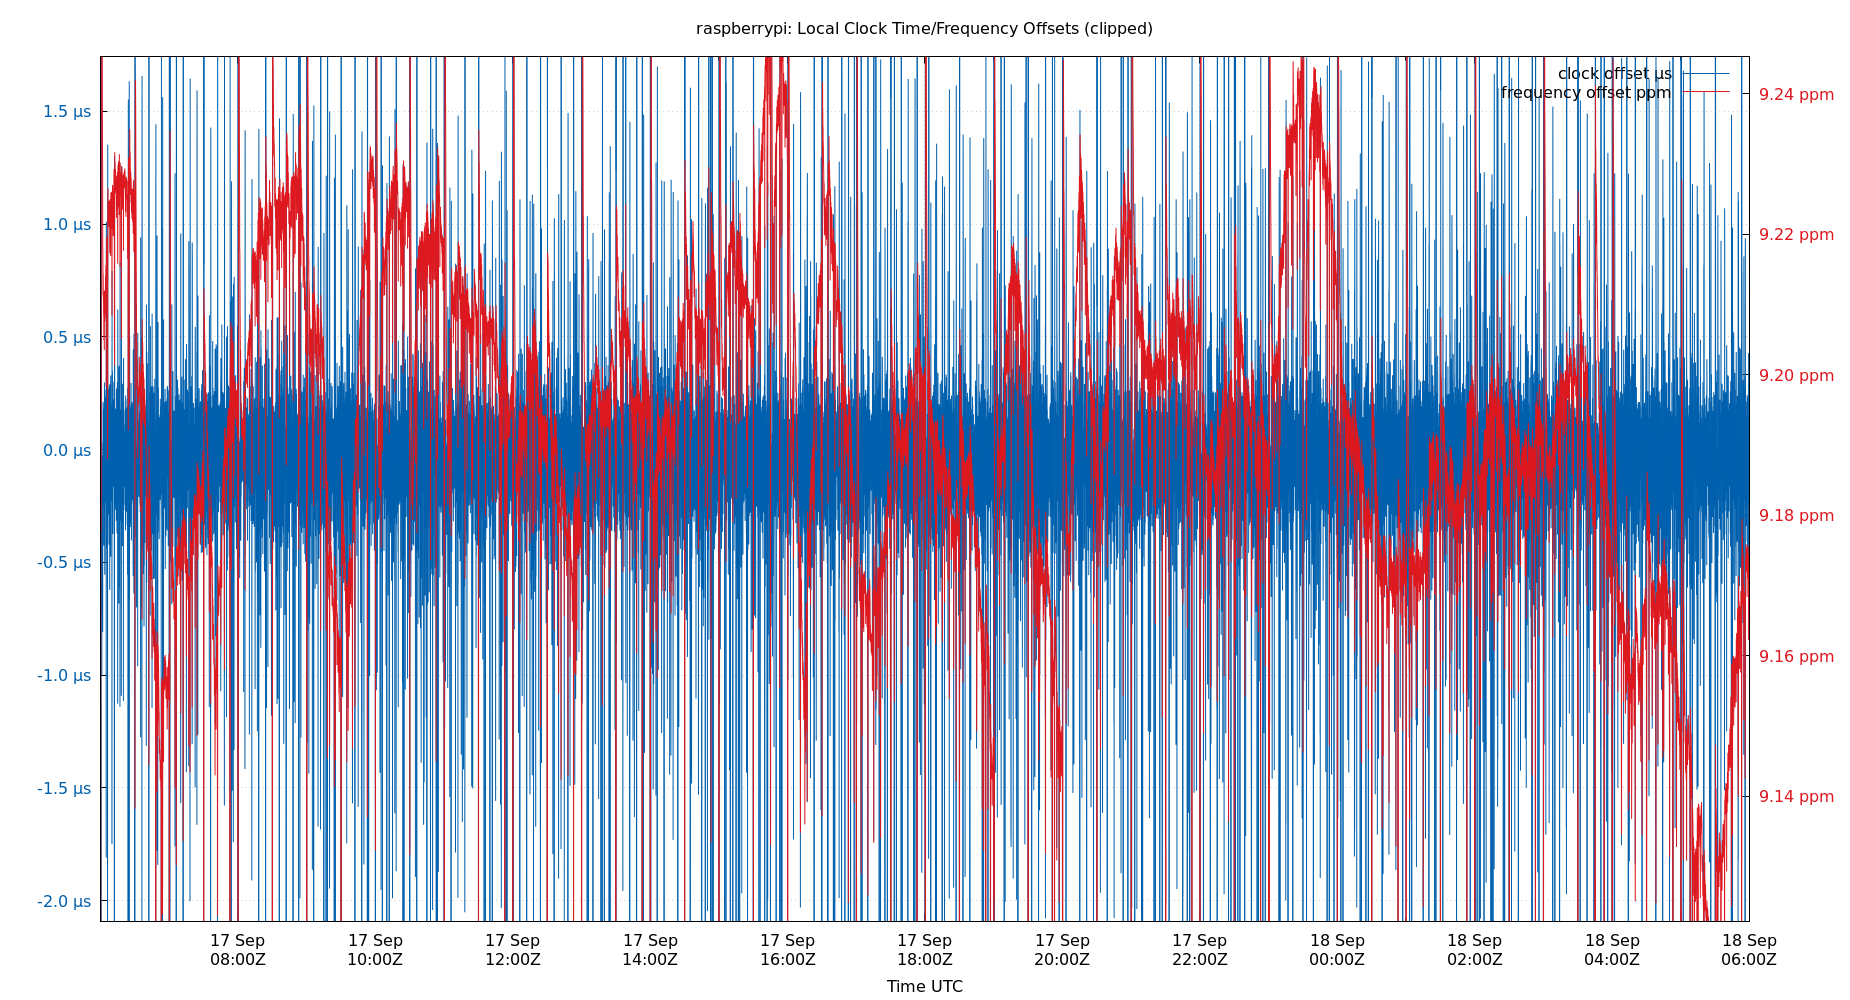 raspberrypi: Local Clock Time/Frequency Offsets (clipped)
clock offset µs
frequency offset ppm
1.5 µs
1.0 µs
0.5 µs
0.0 µs
-0.5 µs
-1.0 µs
-1.5 µs
-2.0 µs
9.24 ppm
9.22 ppm
9.20 ppm
9.18 ppm
9.16 ppm
9.14 ppm
17 Sep 17 Sep 17 Sep 17 Sep 17 Sep 17 Sep 17 Sep 17 Sep 18 Sep 18 Sep 18 Sep 18 Sep
08:00Z 10:00Z 12:00Z 14:00Z 16:00Z 18:00Z 20:00Z 22:00Z 00:00Z 02:00Z 04:00Z 06:00Z
Time UTC